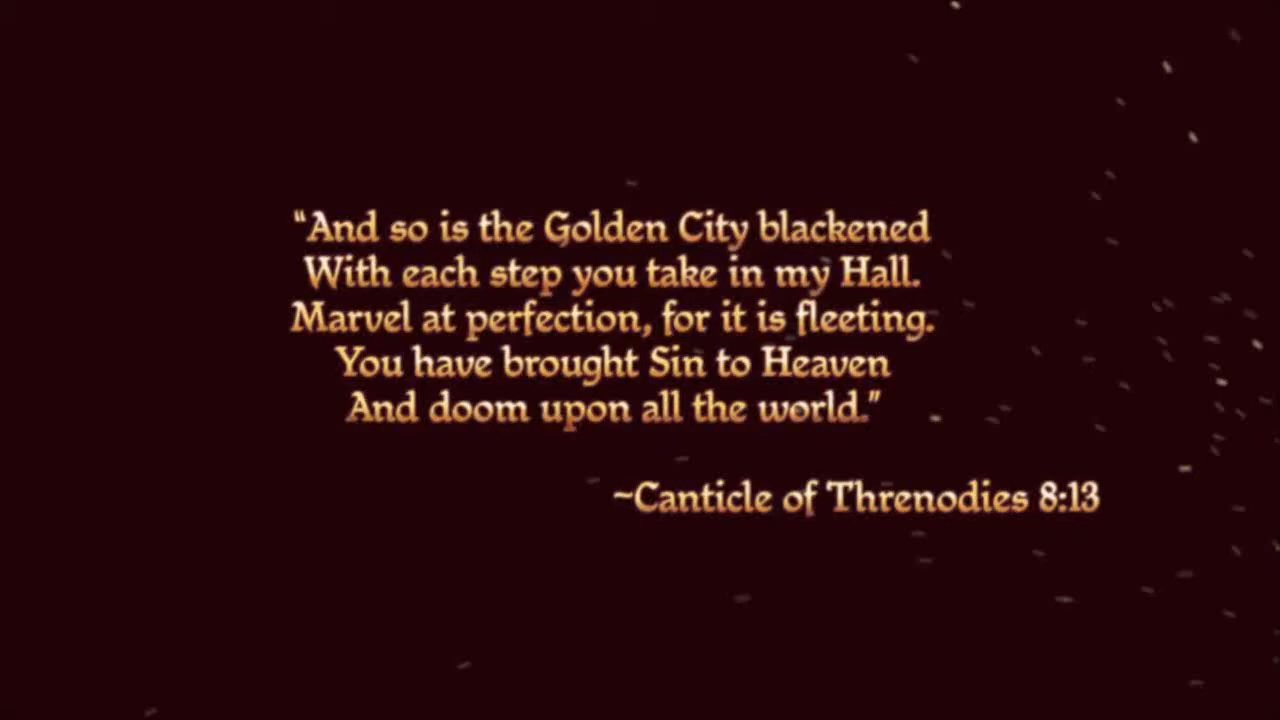 “And so is the Golden City blackened
With each step you take in my Hall.
Marvel at perfection, for it is fleeting.
You have brought Sin to Heaven
And doom upon all the world.”
~Canticle of Threnodies 8:13